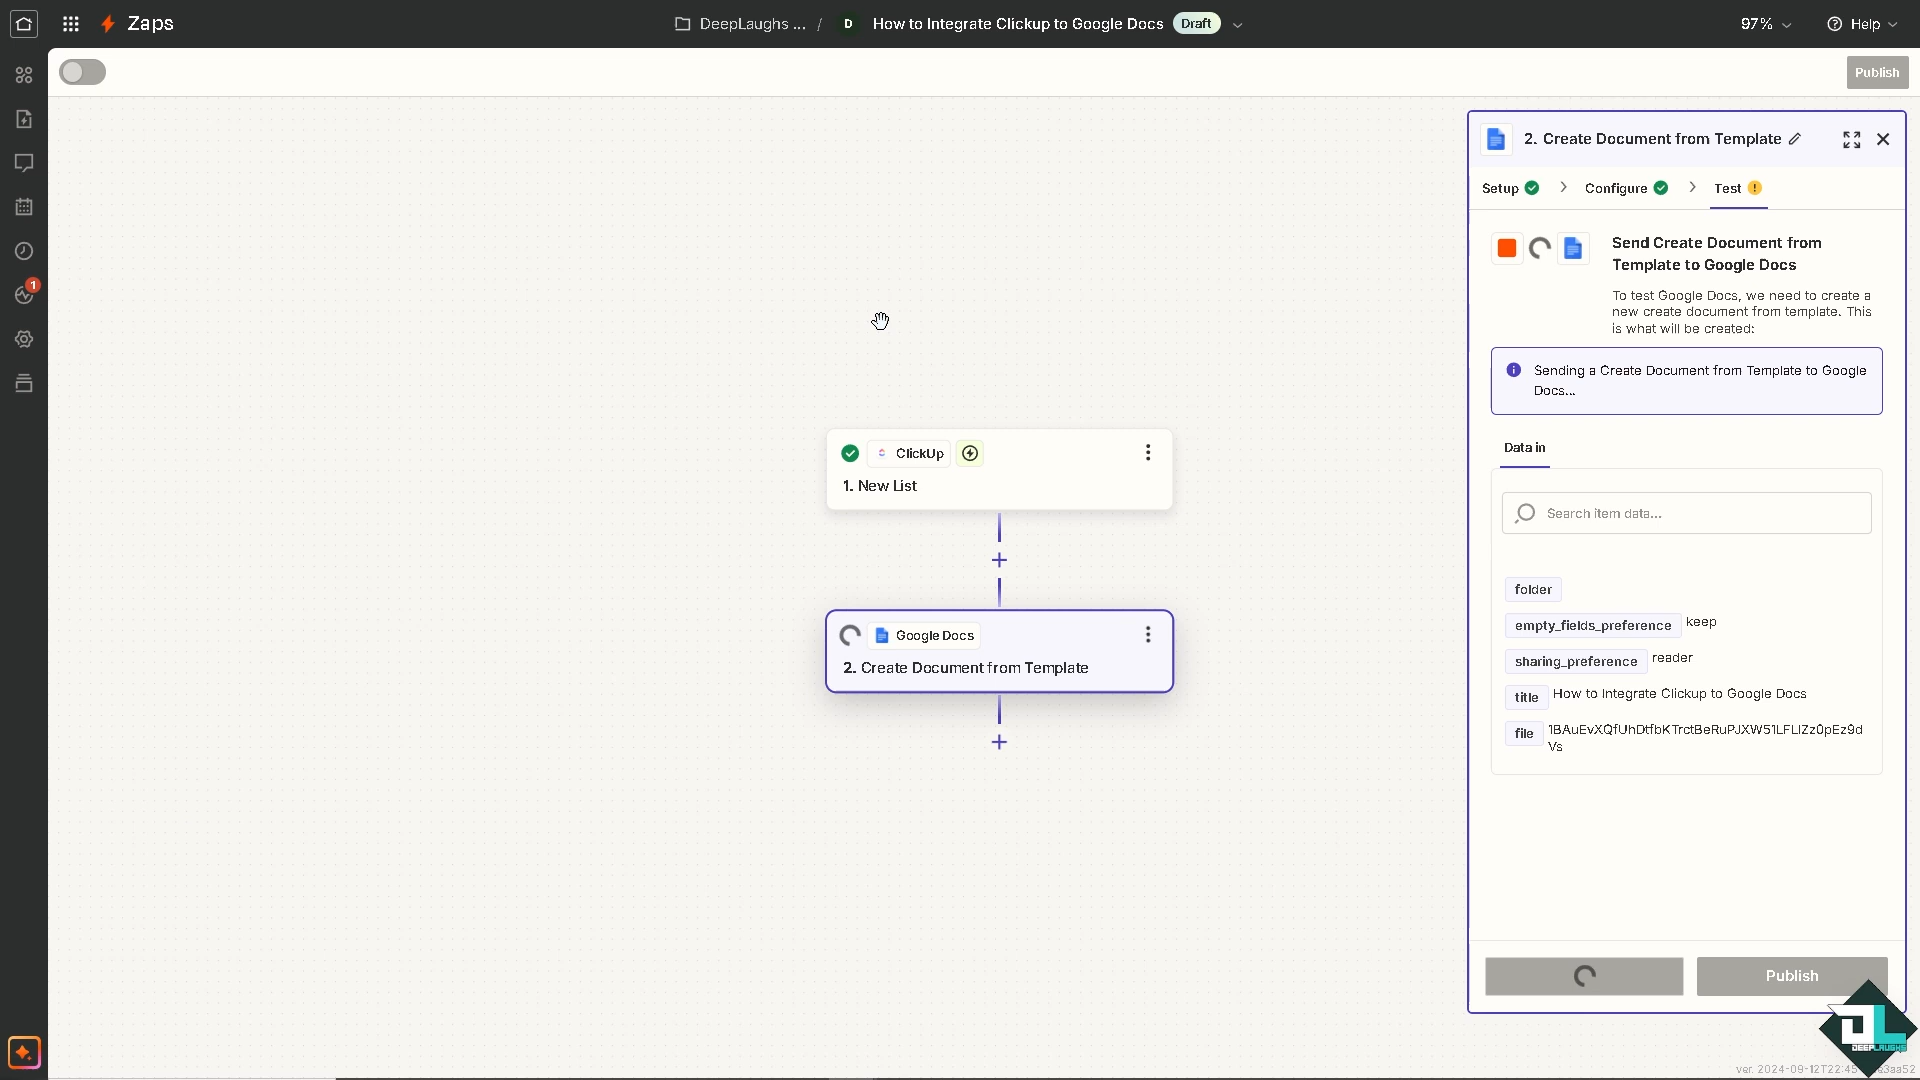 Zaps
DeepLaughs ... / D How to Integrate Clickup to Google Docs Draft
97%
Help
Publish
2. Create Document from Template
Setup
Configure
Test
Send Create Document from
Template to Google Docs
To test Google Docs, we need to create a
new create document from template. This
is what will be created:
Sending a Create Document from Template to Google
Docs...
Data in
Search item data...
folder
empty_fields_preference keep
sharing_preference reader
title How to Integrate Clickup to Google Docs
file 1BAuEvXQfUhDtfbKTrctBeRuPJXW51LFLlZz0pEz9d
Vs
ClickUp
1. New List
Google Docs
2. Create Document from Template
1
Publish
DEEPLAUGHS